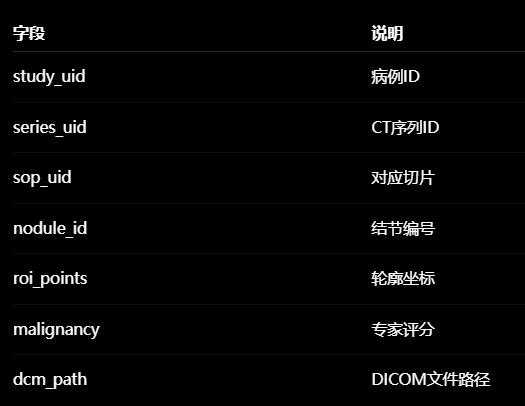 字段 说明
study_uid 病例ID
series_uid CT序列ID
sop_uid 对应切片
nodule_id 结节编号
roi_points 轮廓坐标
malignancy 专家评分
dcm_path DICOM文件路径